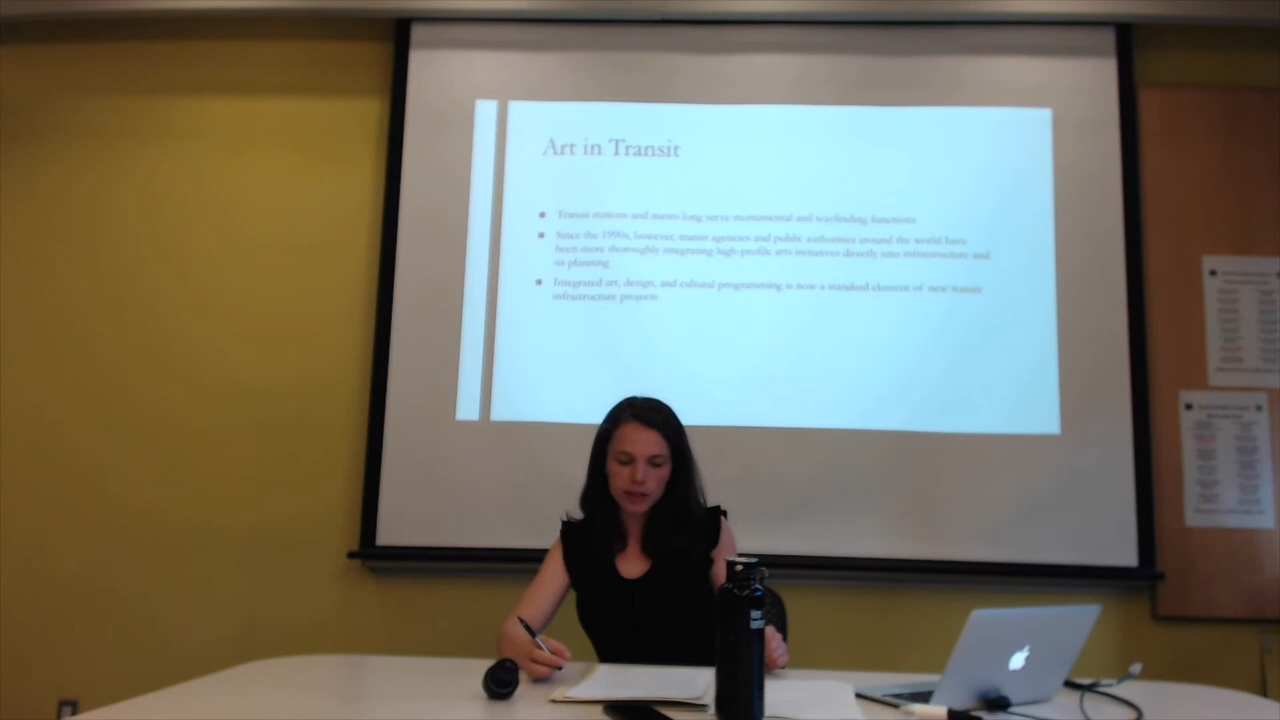 Art in Transit
Transit stations and metro long serve monumental and wayfinding functions
Since the 1990s, however, transit agencies and public authorities around the world have
been more thoroughly integrating high-profile arts initiatives directly into infrastructure and
its planning
Integrated art, design, and cultural programming is now a standard element of new transit
infrastructure projects